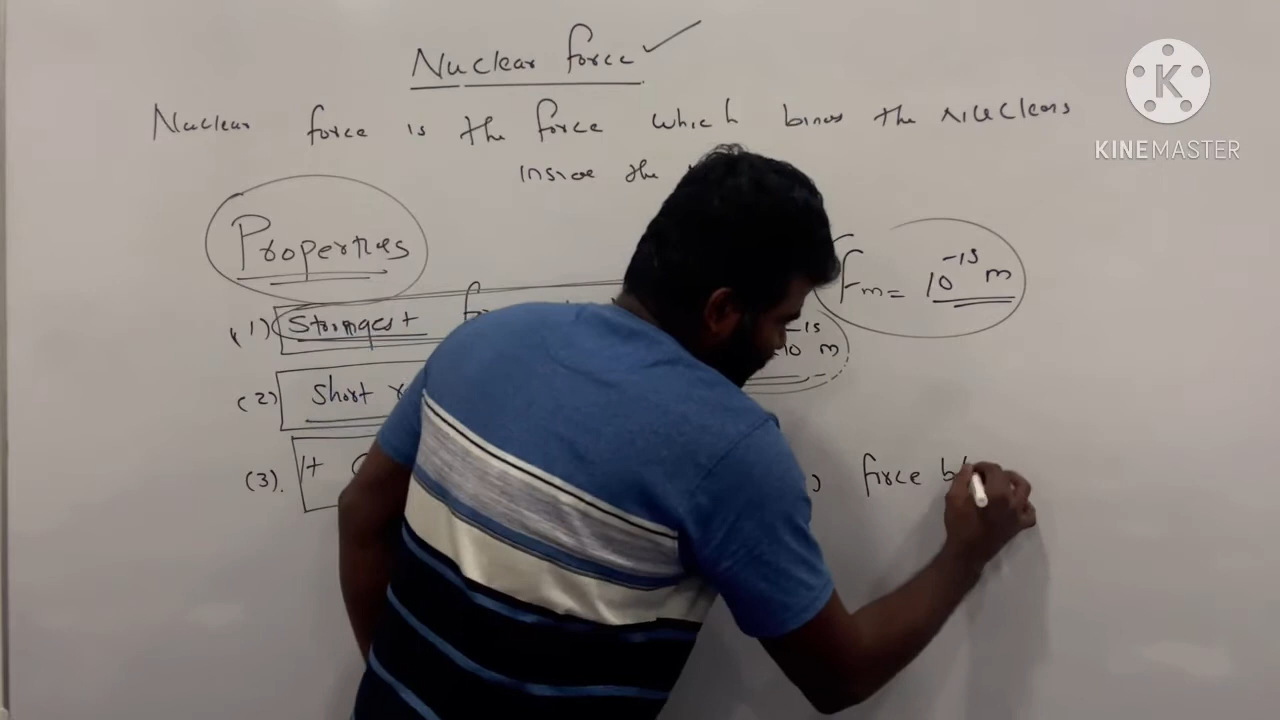 Nuclear force
Nuclear force is the force which binds the nucleons
inside the
Properties
fm = 10^-15 m
(1) Strongest
10^-15 m
(2) Short
(3). It
force
K
KINEMASTER